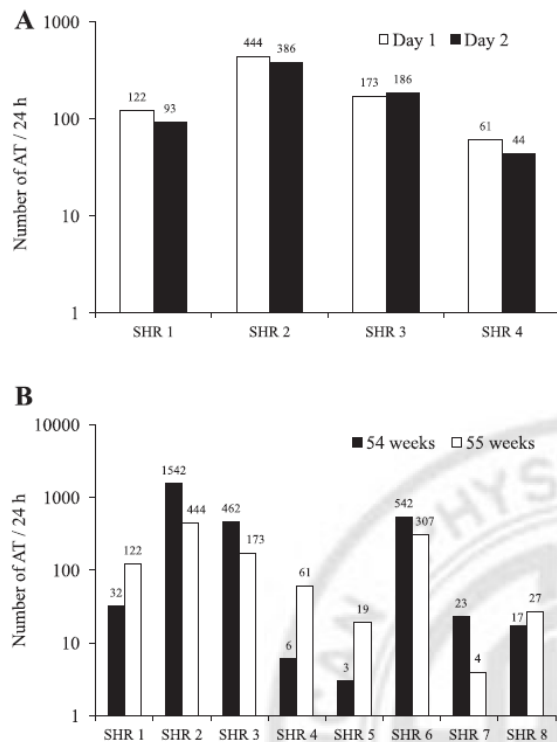 A
1000
100
10
1
Number of AT / 24 h
Day 1 Day 2
122 93 444 386 173 186 61 44
SHR 1 SHR 2 SHR 3 SHR 4
B
10000
1000
100
10
1
Number of AT / 24 h
54 weeks 55 weeks
32 122 1542 444 462 173 6 61 3 19 542 307 23 4 17 27
SHR 1 SHR 2 SHR 3 SHR 4 SHR 5 SHR 6 SHR 7 SHR 8